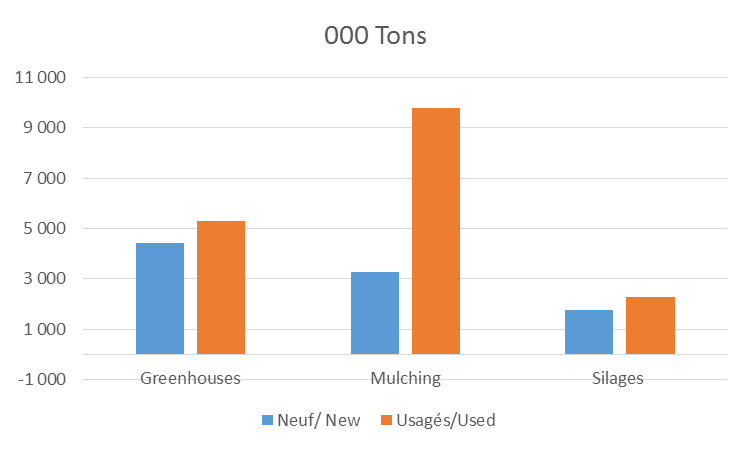 000 Tons
11 000
9 000
7 000
5 000
3 000
1 000
-1 000
Greenhouses Mulching Silages
Neuf/ New Usagés/Used